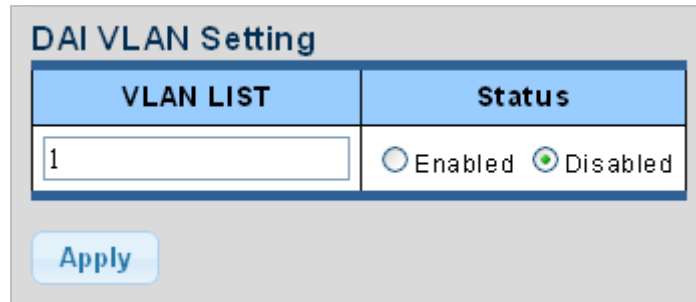 DAI VLAN Setting
VLAN LIST Status
1 Enabled Disabled
Apply